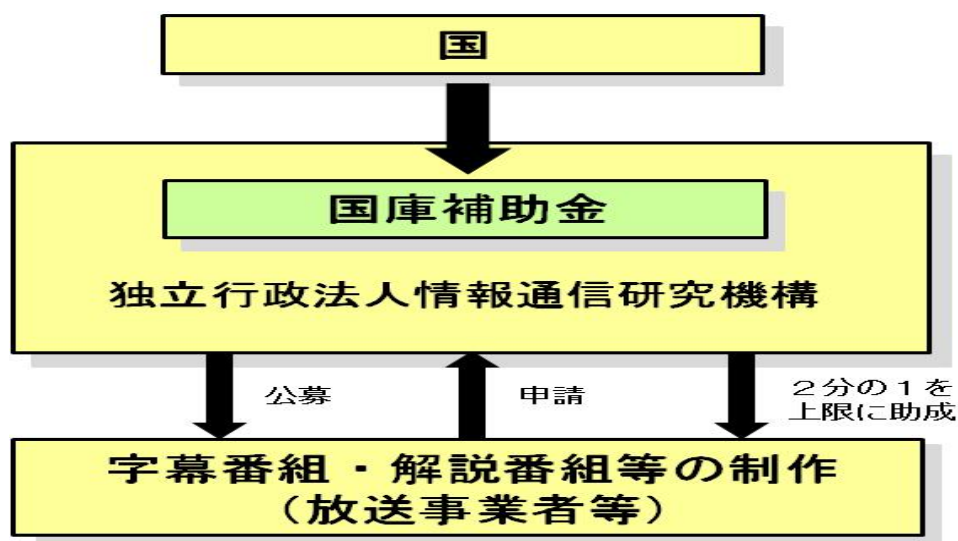 国
国庫補助金
独立行政法人情報通信研究機構
公募
申請
２分の１を
上限に助成
字幕番組・解説番組等の制作
（放送事業者等）